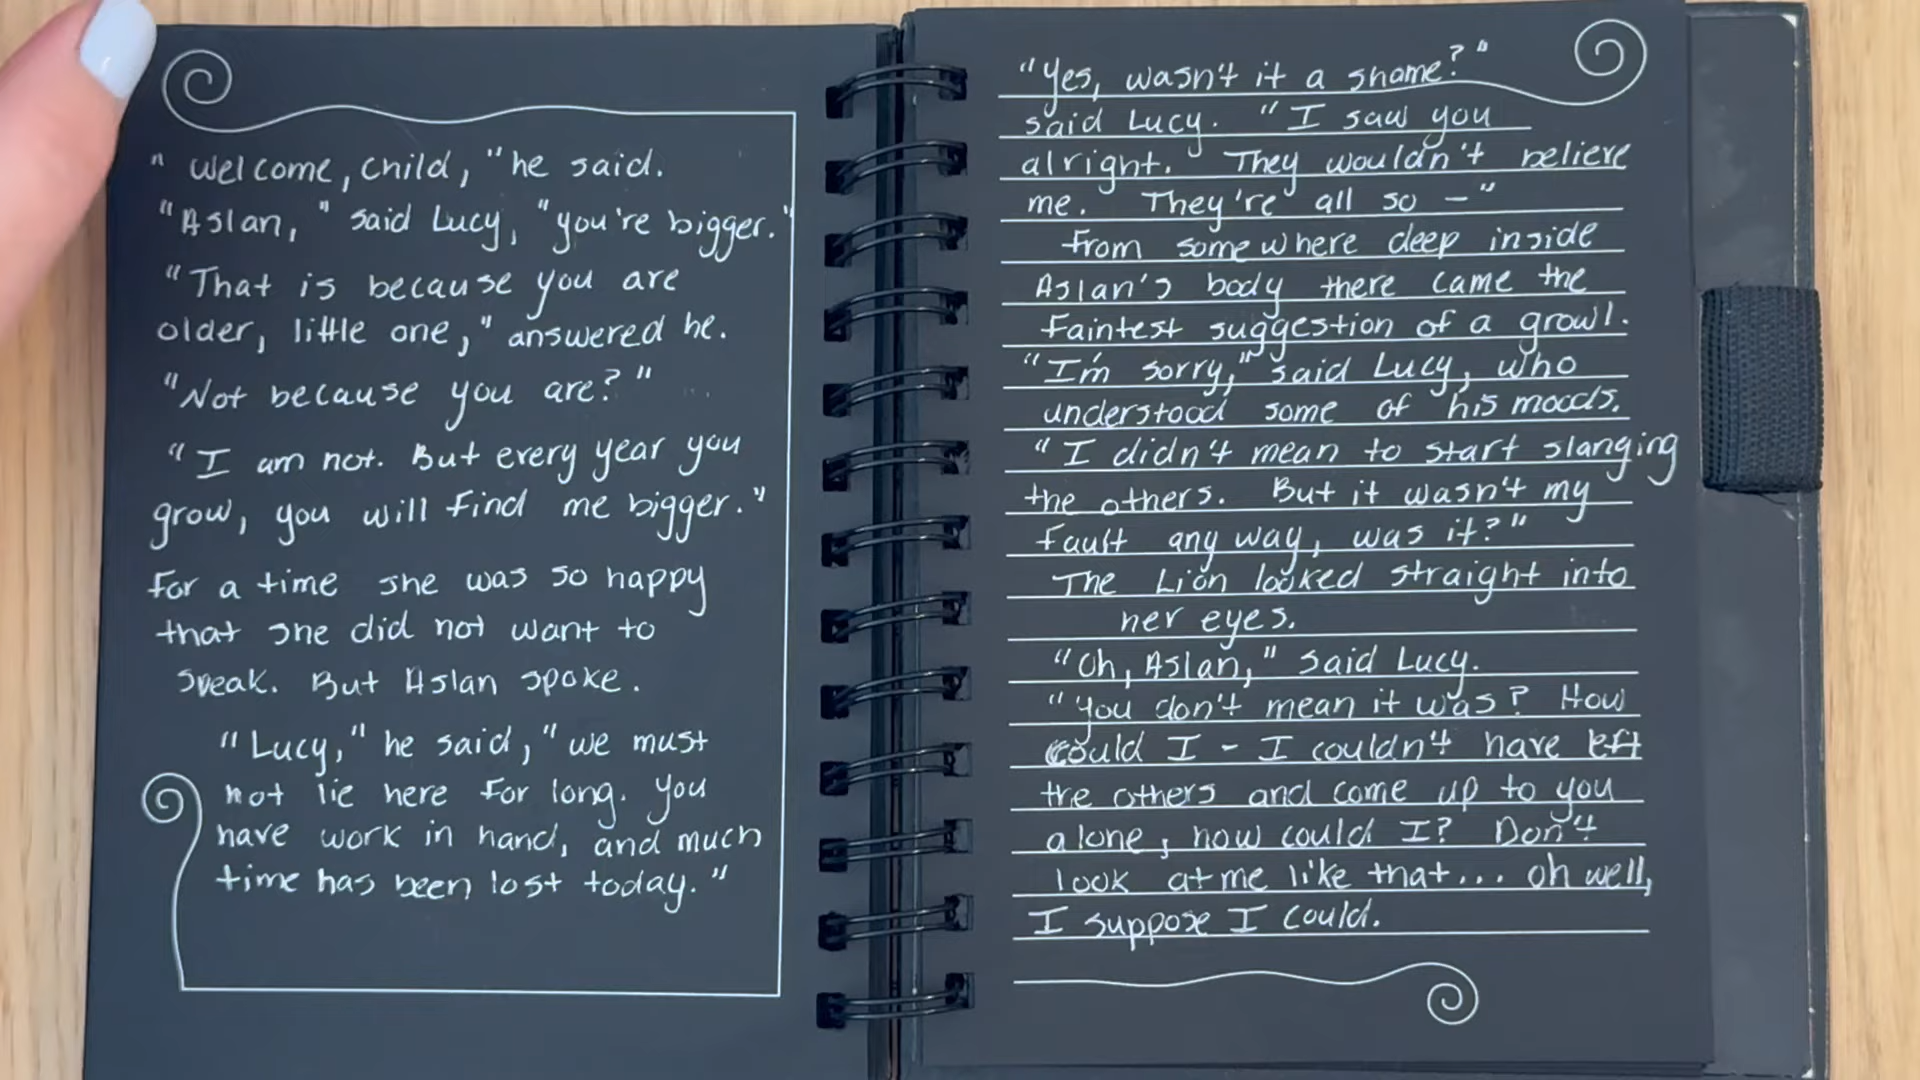 " Welcome, child," he said.
"Aslan," said Lucy, "you're bigger."
"That is because you are
older, little one," answered he.
"Not because you are?"
"I am not. But every year you
grow, you will find me bigger."
For a time she was so happy
that she did not want to
speak. But Aslan spoke.
"Lucy," he said, "we must
not lie here for long. You
have work in hand, and much
time has been lost today."
"Yes, wasn't it a shame?"
said Lucy. "I saw you
alright. They wouldn't believe
me. They're all so –"
From somewhere deep inside
Aslan's body there came the
faintest suggestion of a growl.
"I'm sorry," said Lucy, who
understood some of his moods.
"I didn't mean to start slanging
the others. But it wasn't my
fault any way, was it?"
The Lion looked straight into
her eyes.
"Oh, Aslan," said Lucy.
"You don't mean it was? How
could I – I couldn't have left
the others and come up to you
alone, how could I? Don't
look at me like that... oh well,
I suppose I could.